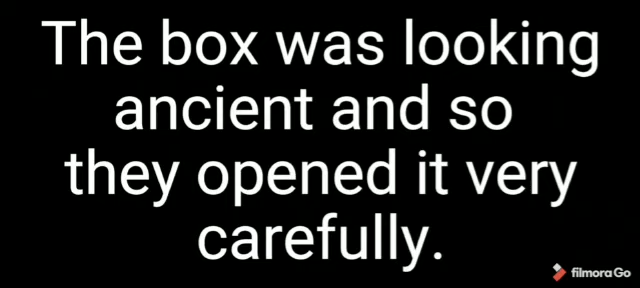 The box was looking
ancient and so
they opened it very
carefully.
filmora Go